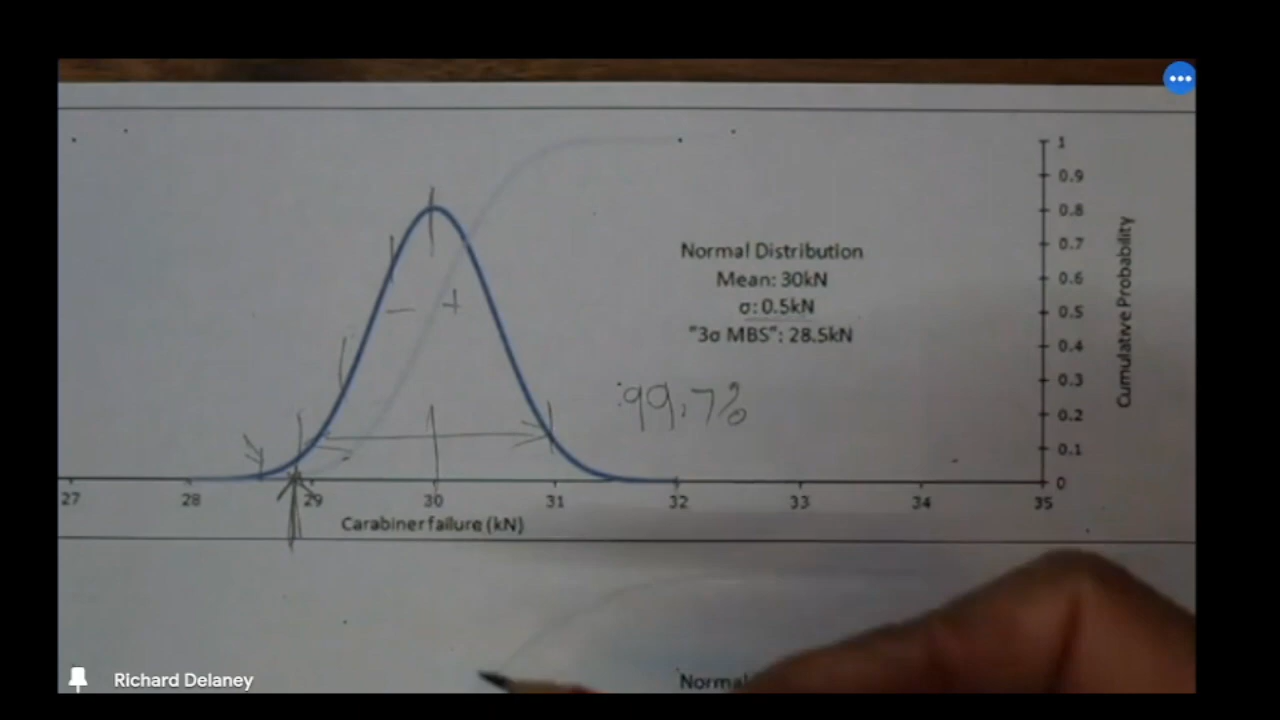 1
0.9
0.8
0.7
0.6
0.5
0.4
0.3
0.2
0.1
0
Cumulative Probability
Normal Distribution
Mean: 30kN
σ: 0.5kN
"3σ MBS": 28.5kN
- +
99.7%
27 28 29 30 31 32 33 34 35
Carabiner failure (kN)
Richard Delaney
Normal